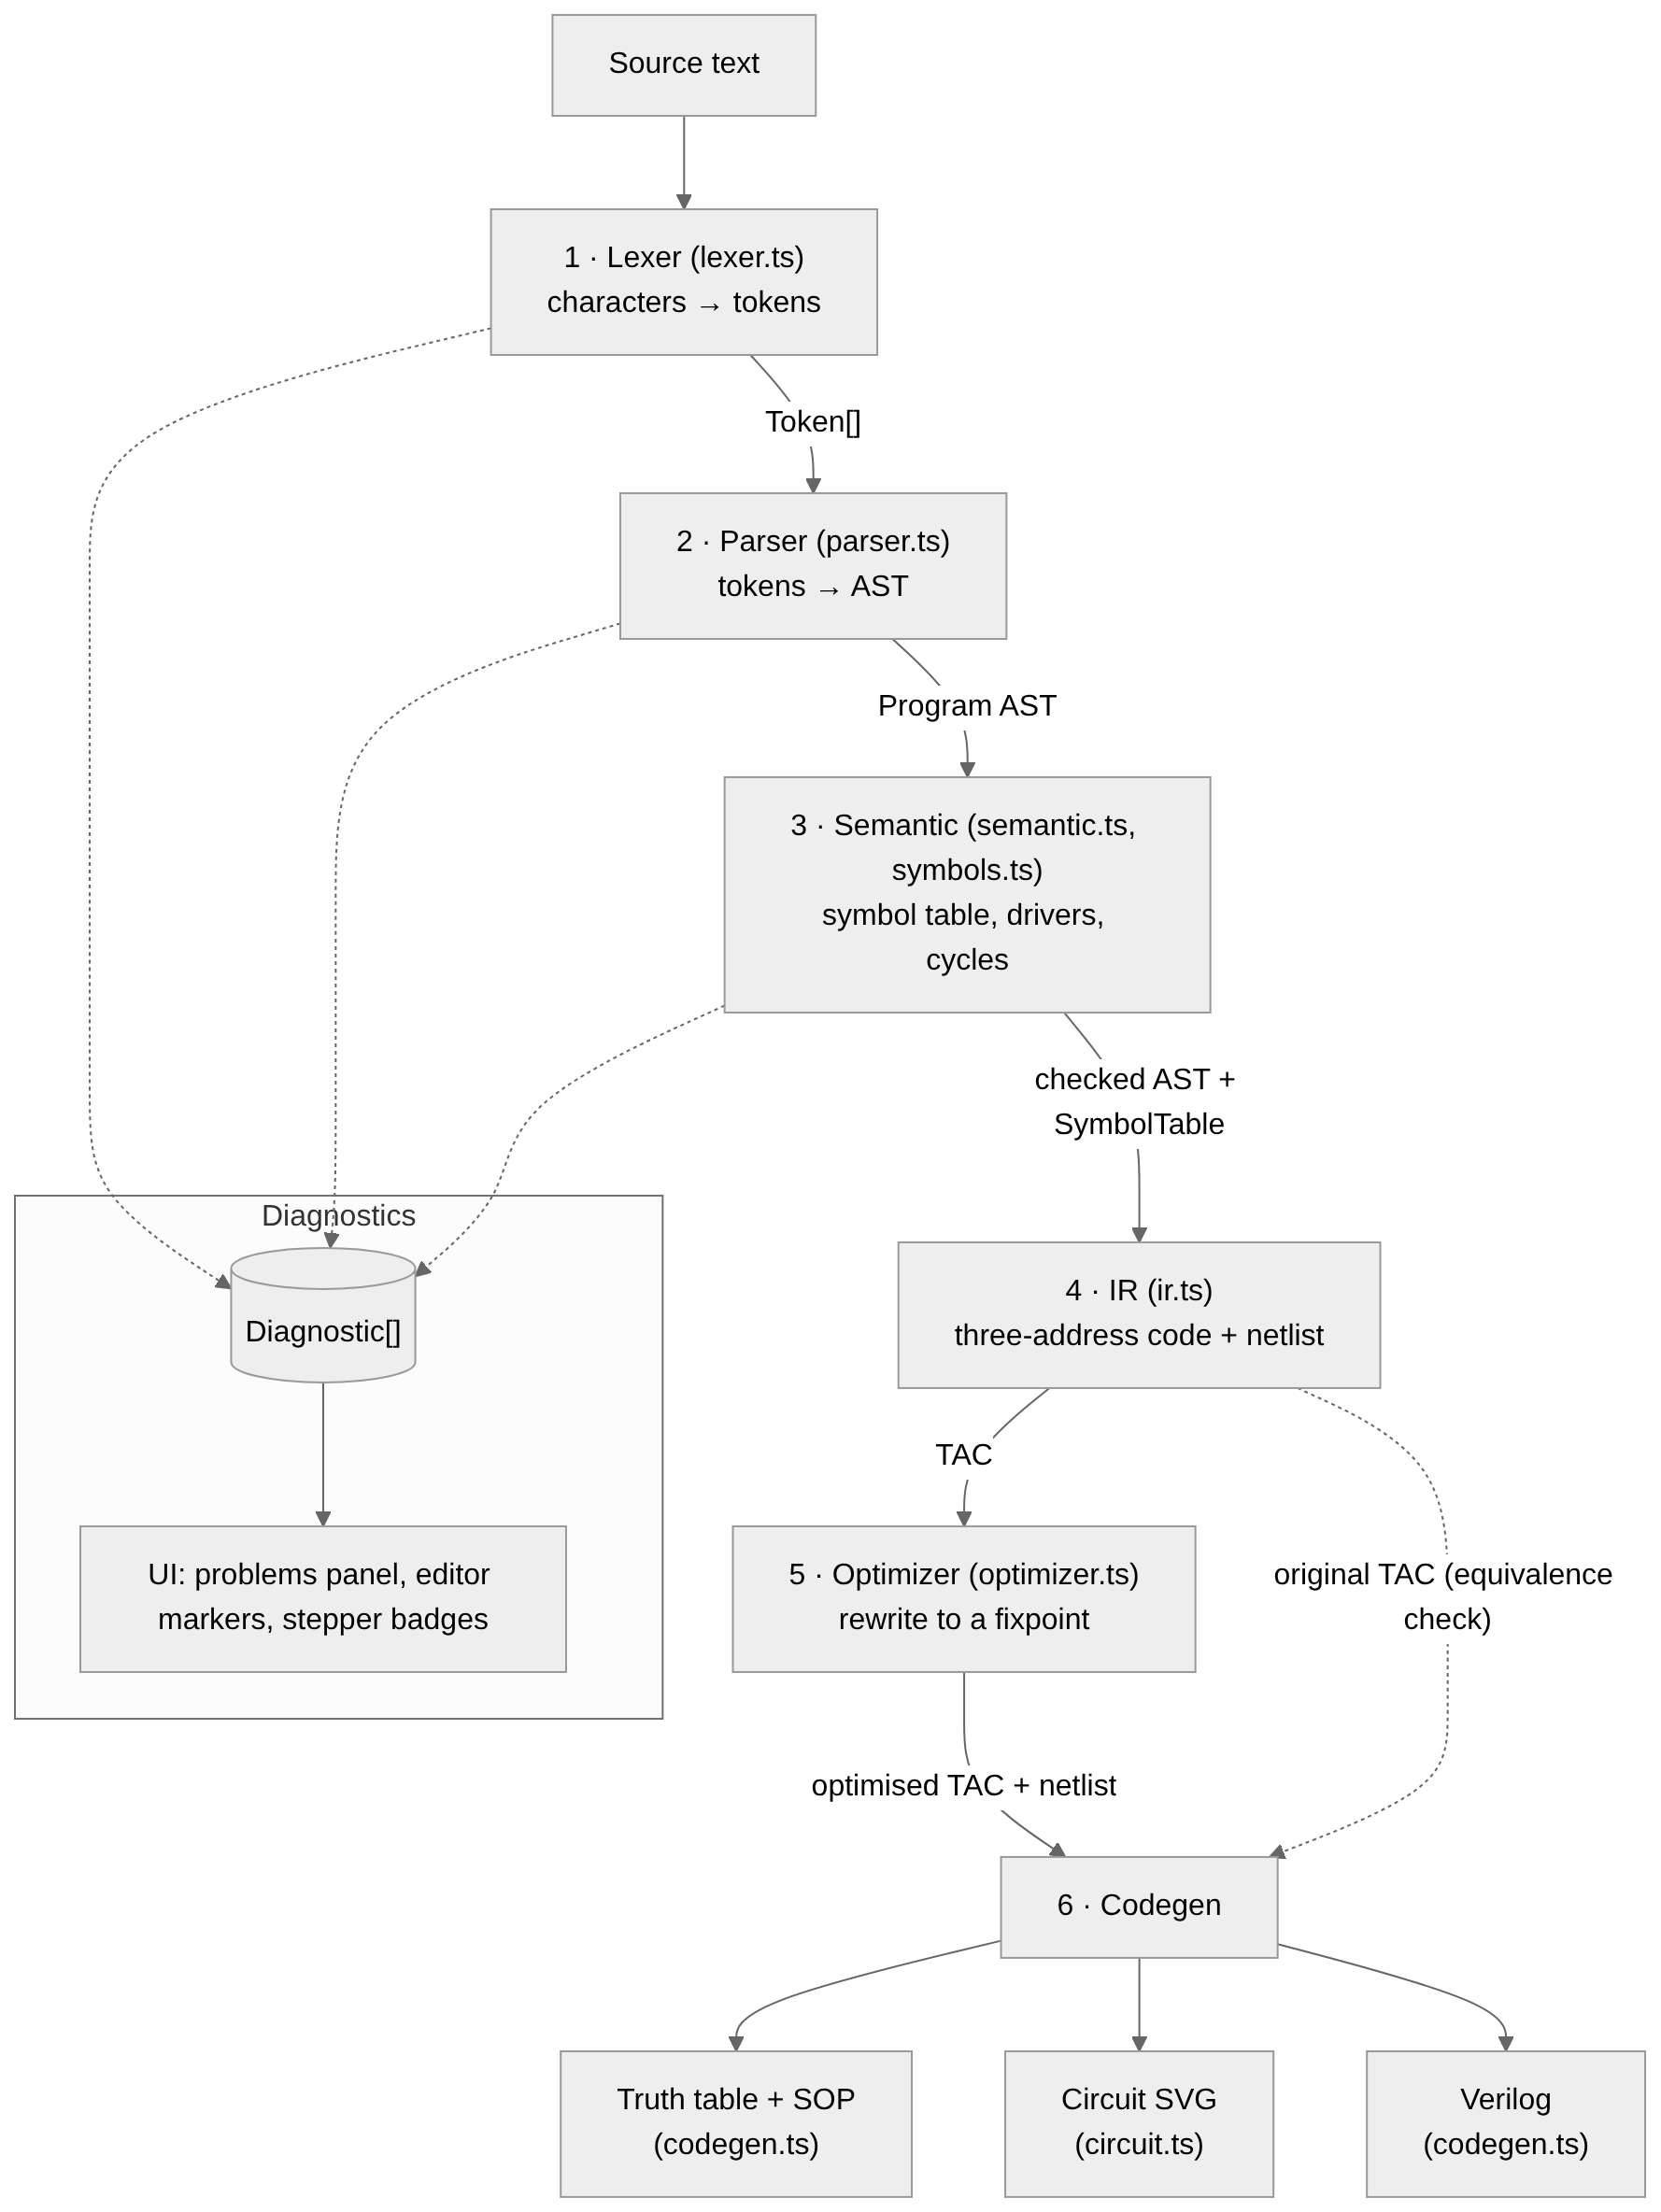 Source text
1 · Lexer (lexer.ts)
characters → tokens
Token[]
2 · Parser (parser.ts)
tokens → AST
Program AST
3 · Semantic (semantic.ts,
symbols.ts)
symbol table, drivers,
cycles
checked AST +
SymbolTable
Diagnostics
Diagnostic[]
UI: problems panel, editor
markers, stepper badges
4 · IR (ir.ts)
three-address code + netlist
TAC
original TAC (equivalence
check)
5 · Optimizer (optimizer.ts)
rewrite to a fixpoint
optimised TAC + netlist
6 · Codegen
Truth table + SOP
(codegen.ts)
Circuit SVG
(circuit.ts)
Verilog
(codegen.ts)